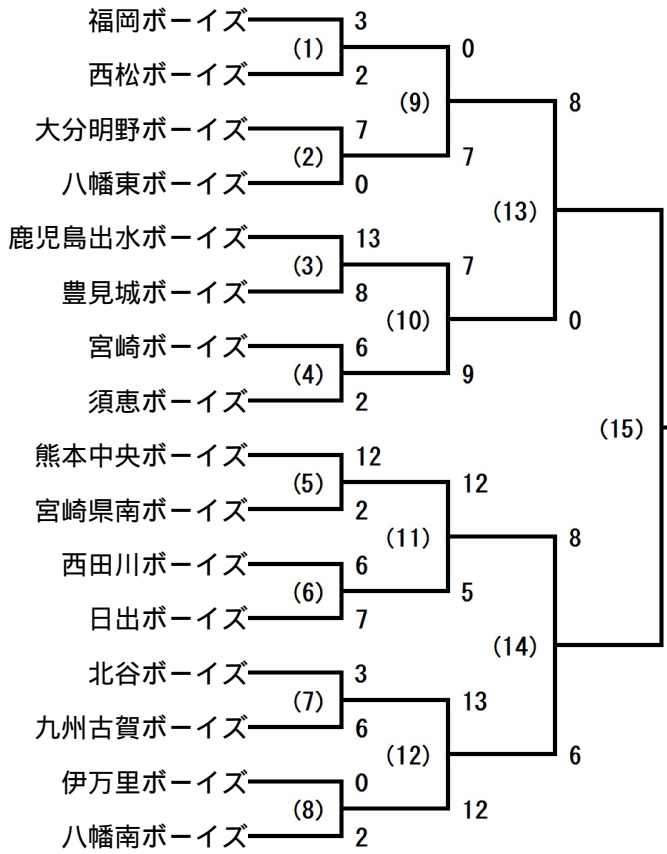 福岡ボーイズ 3
(1) 0
西松ボーイズ 2
(9) 8
大分明野ボーイズ 7
(2) 7
八幡東ボーイズ 0
(13)
鹿児島出水ボーイズ 13
(3) 7
豊見城ボーイズ 8
(10) 0
宮崎ボーイズ 6
(4) 9
須恵ボーイズ 2
(15)
熊本中央ボーイズ 12
(5) 12
宮崎県南ボーイズ 2
(11) 8
西田川ボーイズ 6
(6) 5
日出ボーイズ 7
(14)
北谷ボーイズ 3
(7) 13
九州古賀ボーイズ 6
(12) 6
伊万里ボーイズ 0
(8) 12
八幡南ボーイズ 2